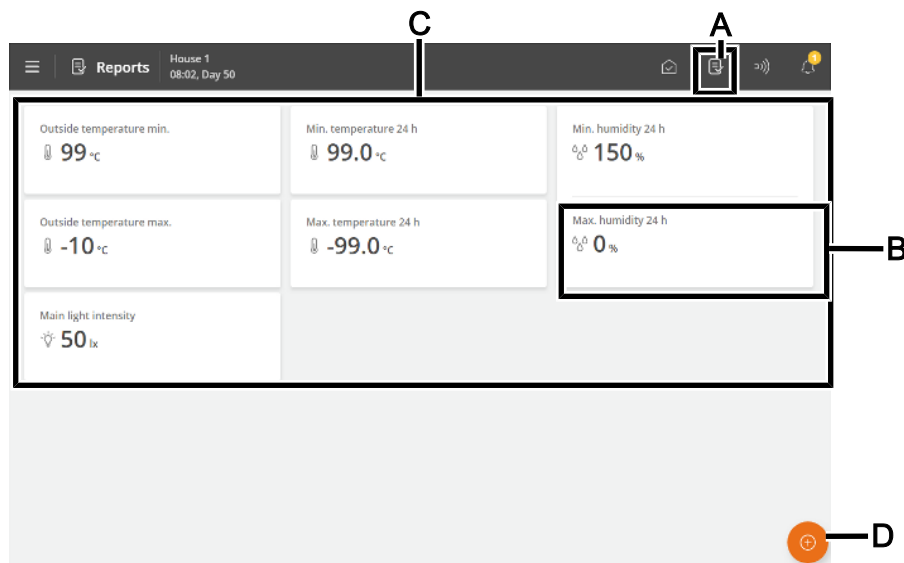 C
A
Reports
House 1
08:02, Day 50
1
Outside temperature min.
99 °C
Min. temperature 24 h
99.0 °C
Min. humidity 24 h
150 %
Outside temperature max.
-10 °C
Max. temperature 24 h
-99.0 °C
Max. humidity 24 h
0 %
B
Main light intensity
50 lx
D